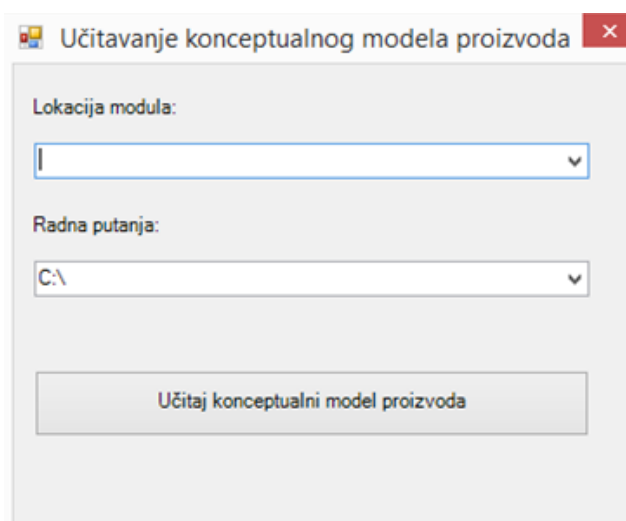 Učitavanje konceptualnog modela proizvoda
Lokacija modula:
Radna putanja:
C:\
Učitaj konceptualni model proizvoda